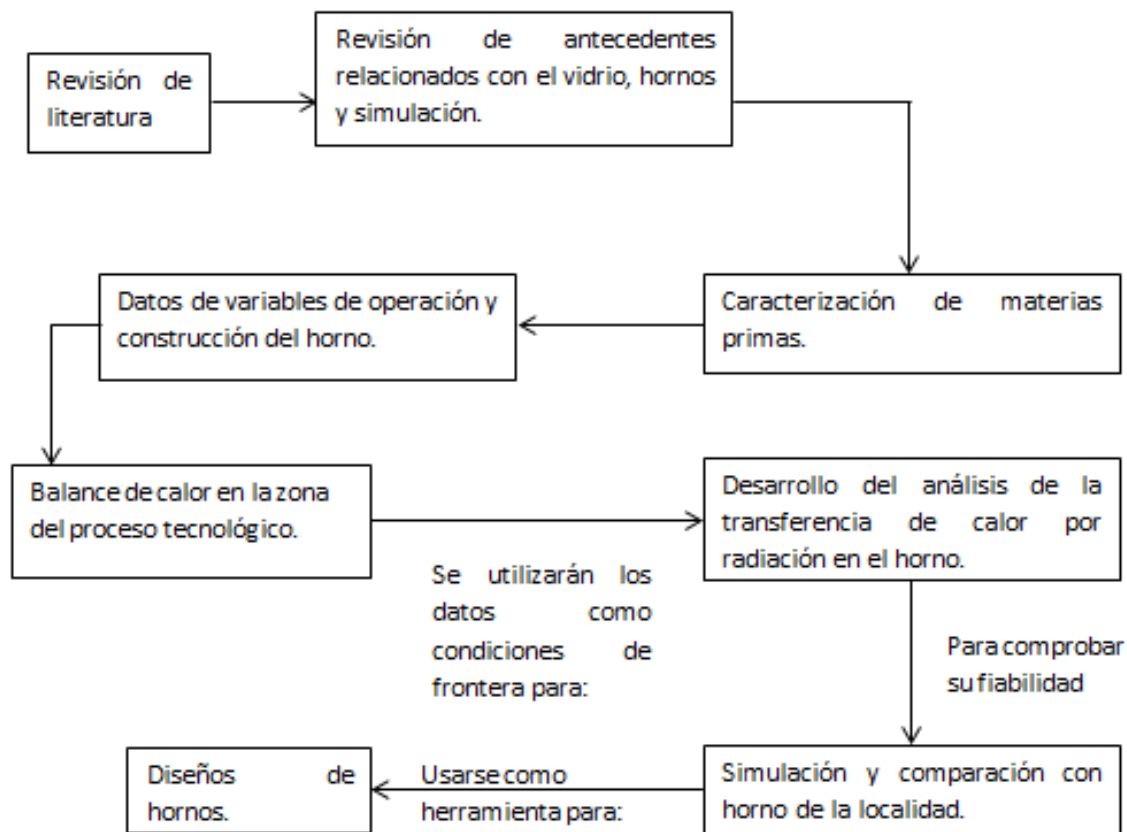 Revisión de
literatura
Revisión de antecedentes
relacionados con el vidrio, hornos
y simulación.
Caracterización de materias
primas.
Datos de variables de operación y
construcción del horno.
Balance de calor en la zona
del proceso tecnológico.
Se utilizarán los
datos como
condiciones de
frontera para:
Desarrollo del análisis de la
transferencia de calor por
radiación en el horno.
Para comprobar
su fiabilidad
Simulación y comparación con
horno de la localidad.
Usarse como
herramienta para:
Diseños de
hornos.